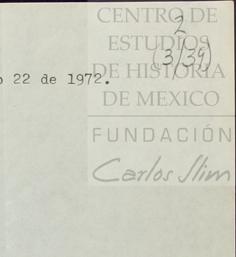 CENTRO DE
2
ESTUDIOS
(3/39)
o 22 de 1972.
DE HISTORIA
DE MEXICO
FUNDACIÓN
Carlos Slim